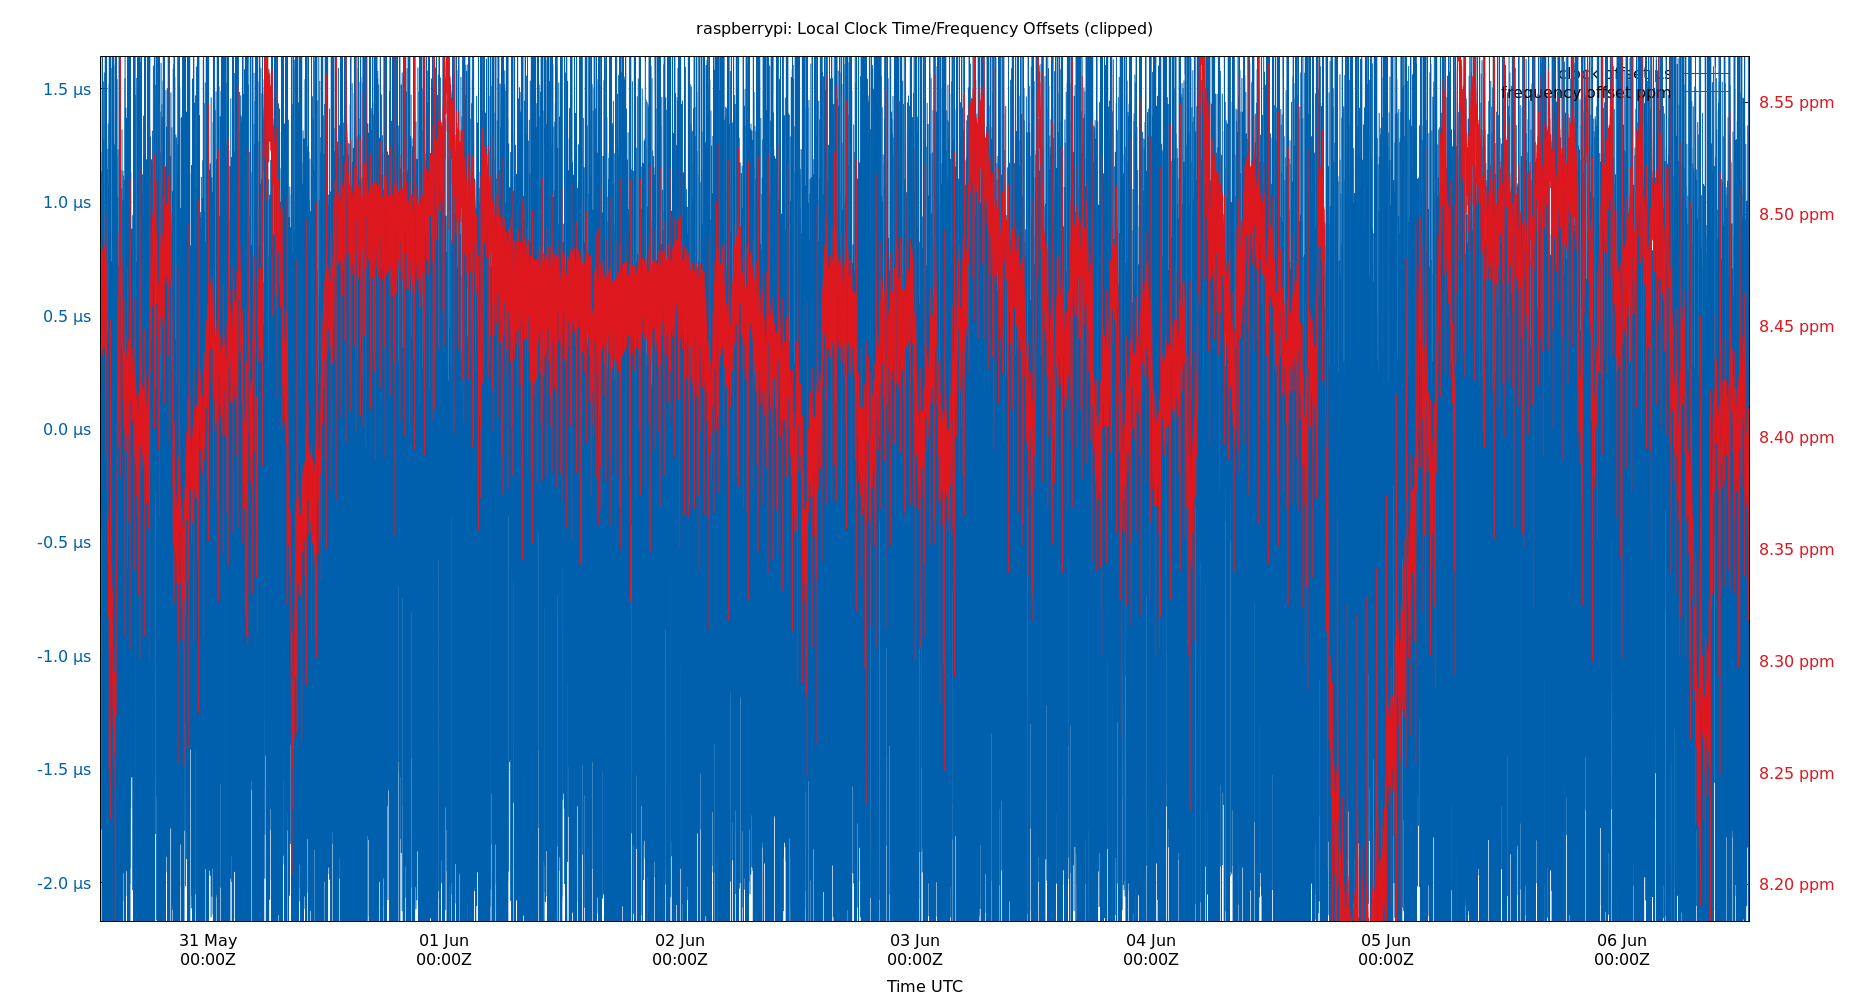 raspberrypi: Local Clock Time/Frequency Offsets (clipped)
clock offset µs
frequency offset ppm
1.5 µs
1.0 µs
0.5 µs
0.0 µs
-0.5 µs
-1.0 µs
-1.5 µs
-2.0 µs
8.55 ppm
8.50 ppm
8.45 ppm
8.40 ppm
8.35 ppm
8.30 ppm
8.25 ppm
8.20 ppm
31 May 01 Jun 02 Jun 03 Jun 04 Jun 05 Jun 06 Jun
00:00Z 00:00Z 00:00Z 00:00Z 00:00Z 00:00Z 00:00Z
Time UTC